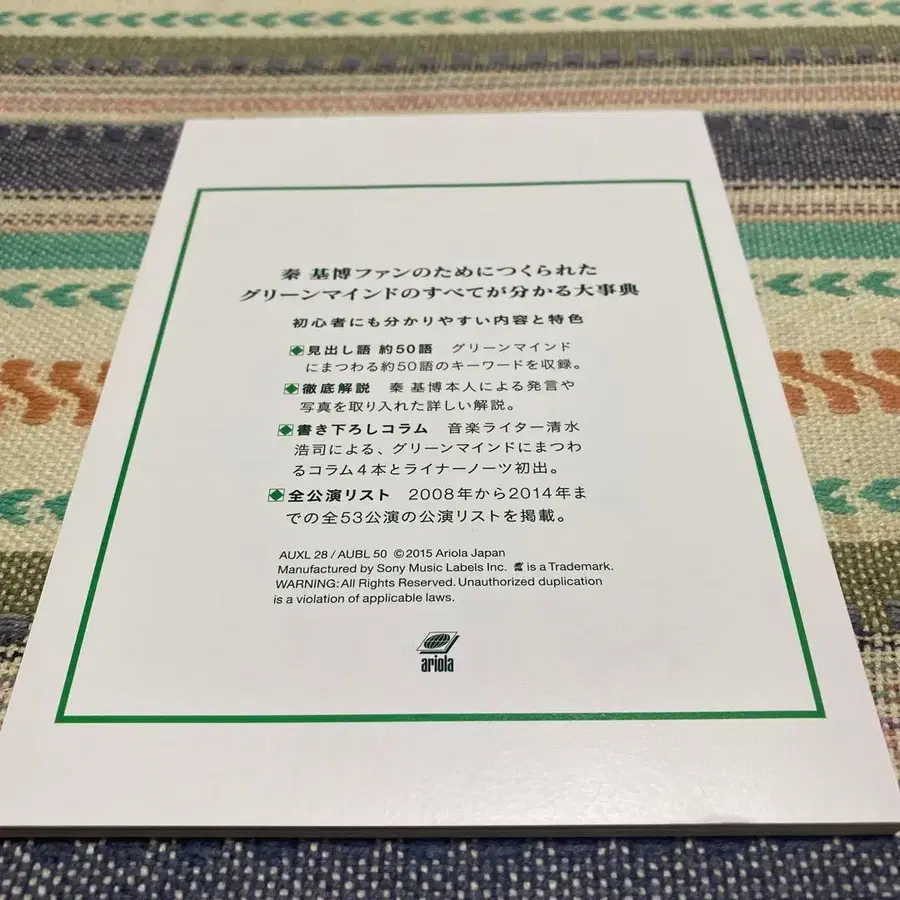 秦 基博ファンのためにつくられた
グリーンマインドのすべてが分かる大事典
初心者にも分かりやすい内容と特色
見出し語 約50語　グリーンマインド
にまつわる約50語のキーワードを収録。
徹底解説　秦 基博本人による発言や
写真を取り入れた詳しい解説。
書き下ろしコラム　音楽ライター清水
浩司による、グリーンマインドにまつわ
るコラム4本とライナーノーツ初出。
全公演リスト　2008年から2014年ま
での全53公演の公演リストを掲載。
AUXL 28 / AUBL 50 ©2015 Ariola Japan
Manufactured by Sony Music Labels Inc. is a Trademark.
WARNING: All Rights Reserved. Unauthorized duplication
is a violation of applicable laws.
ariola